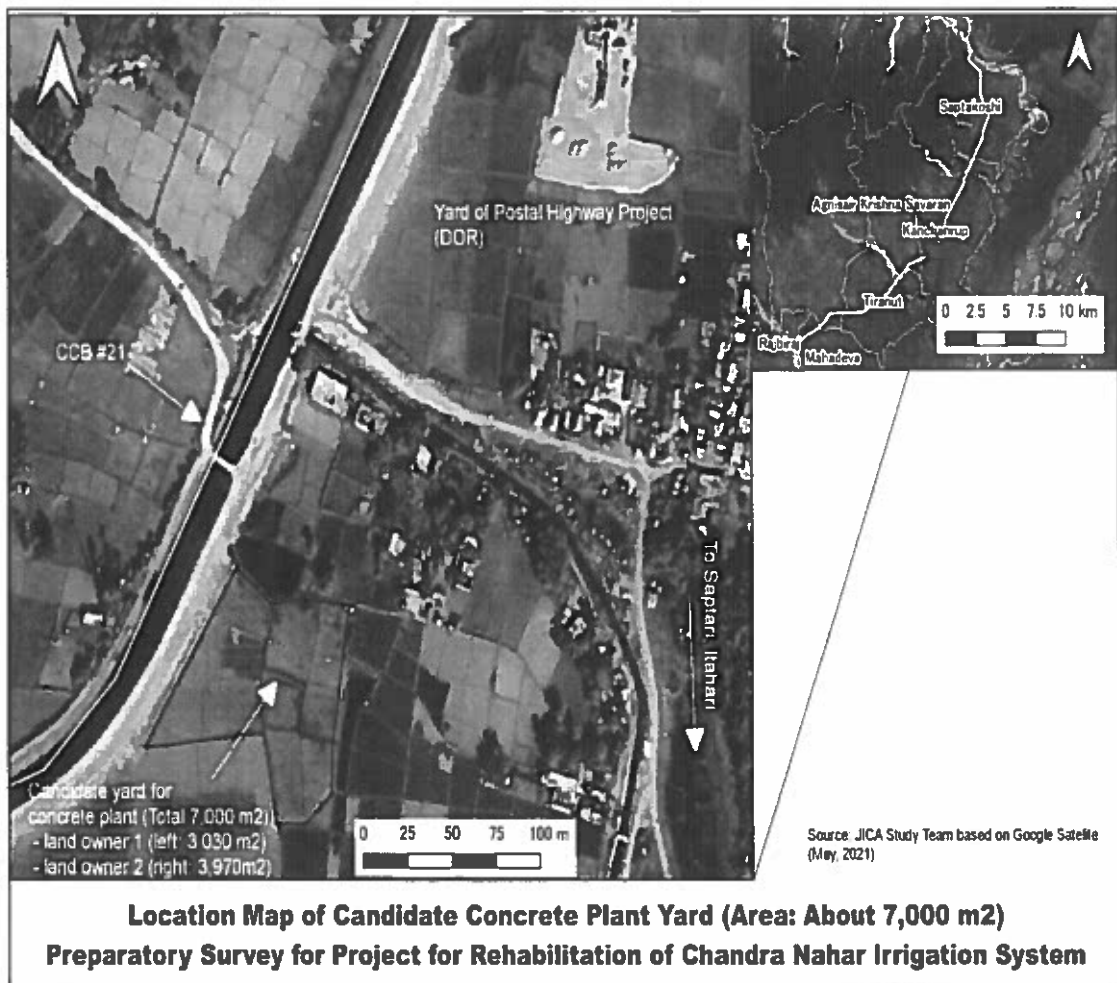 Saptakoshi
Agnisair Krishna Savaran
Kanchanrup
Tiranut
Rajbiraj
Mahadeva
0 2.5 5 7.5 10 km
Yard of Postal Highway Project
(DOR)
CCB #21
To Saptari, Itahari
Candidate yard for
concrete plant (Total 7,000 m2)
- land owner 1 (left: 3,030 m2)
- land owner 2 (right: 3,970m2)
0 25 50 75 100 m
Source: JICA Study Team based on Google Satellite
(May, 2021)
Location Map of Candidate Concrete Plant Yard (Area: About 7,000 m2)
Preparatory Survey for Project for Rehabilitation of Chandra Nahar Irrigation System